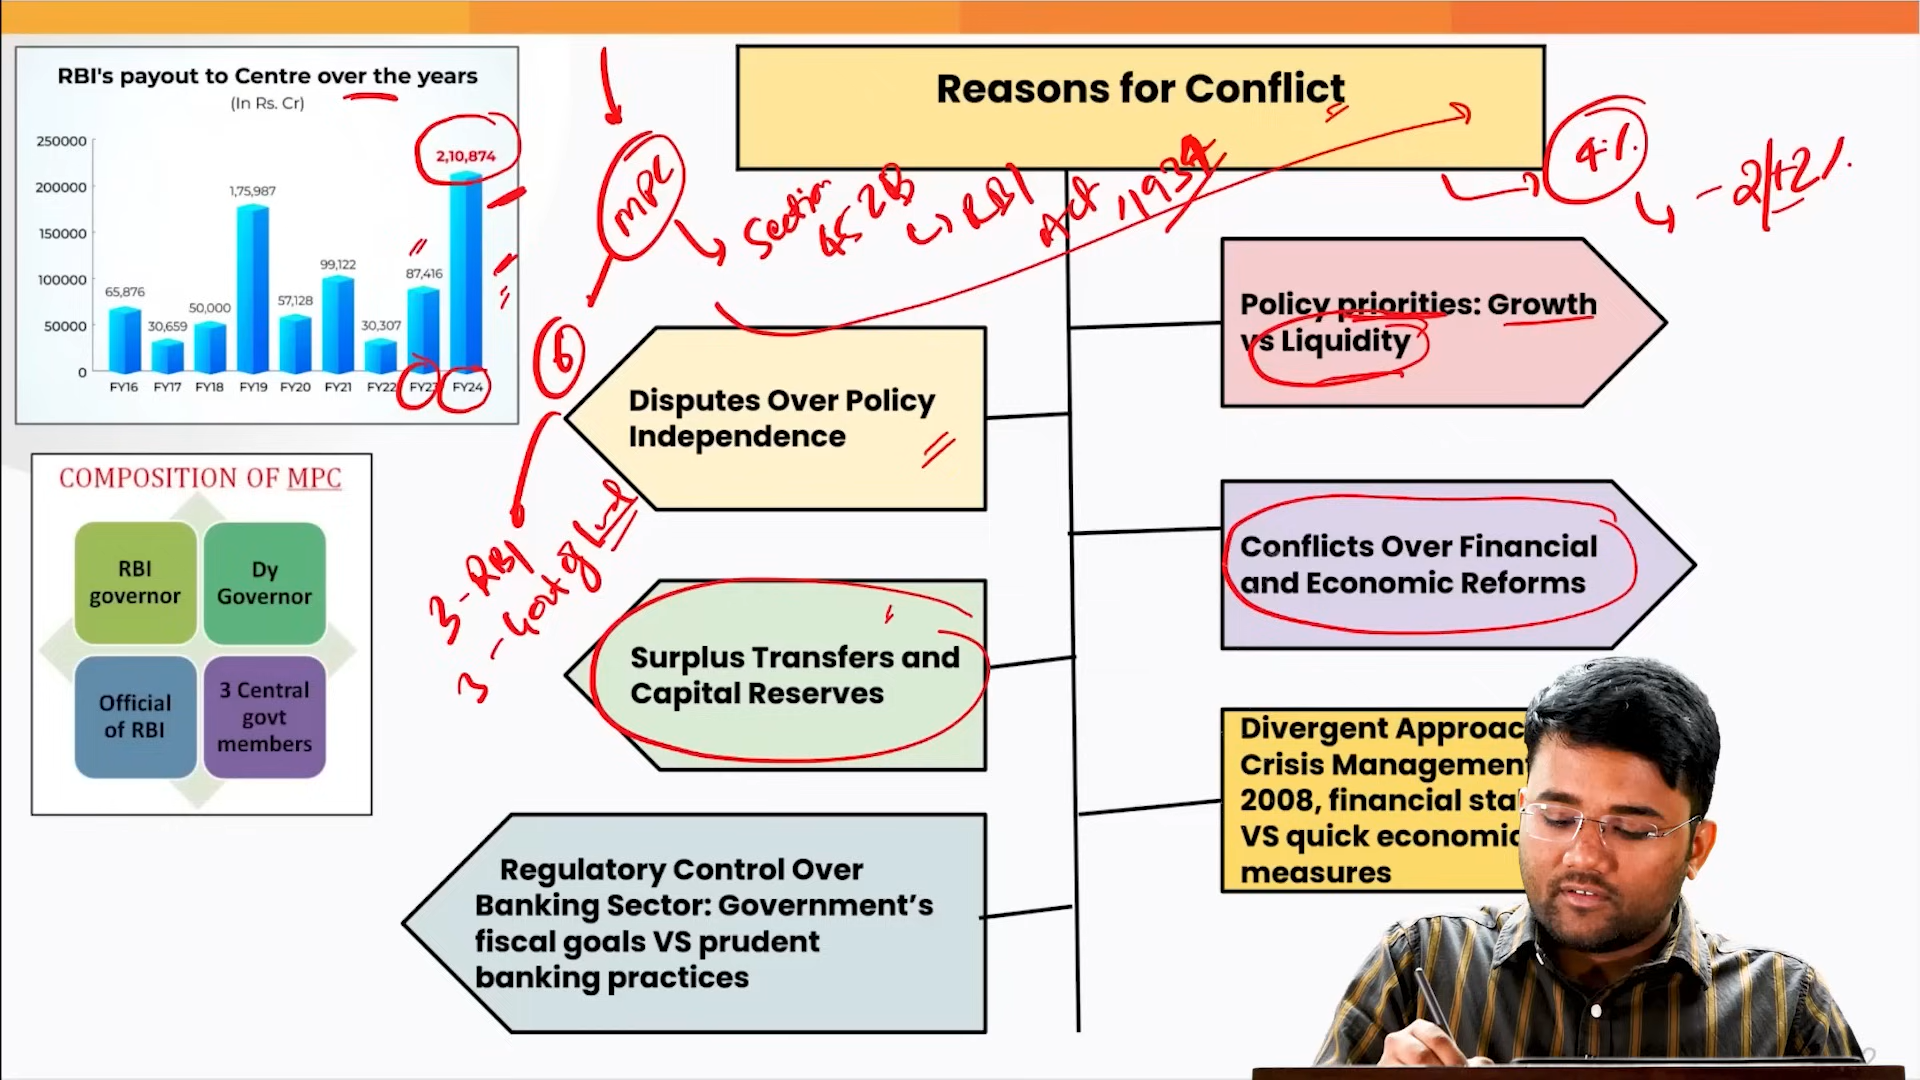 RBI's payout to Centre over the years
(In Rs. Cr)
250000
200000
150000
100000
50000
0
65,876
30,659
50,000
1,75,987
57,128
99,122
30,307
87,416
2,10,874
FY16
FY17
FY18
FY19
FY20
FY21
FY22
FY23
FY24
COMPOSITION OF MPC
RBI
governor
Dy
Governor
Official
of RBI
3 Central
govt
members
Reasons for Conflict
MPC
Section
45 ZB
RBI
Act, 1934
4%
-2/+2%
6
3-RBI
3-Govt of Ind
Policy priorities: Growth
vs Liquidity
Disputes Over Policy
Independence
Conflicts Over Financial
and Economic Reforms
Surplus Transfers and
Capital Reserves
Divergent
Crisis
2008, financial
VS quick
measures
Regulatory Control Over
Banking Sector: Government’s
fiscal goals VS prudent
banking practices